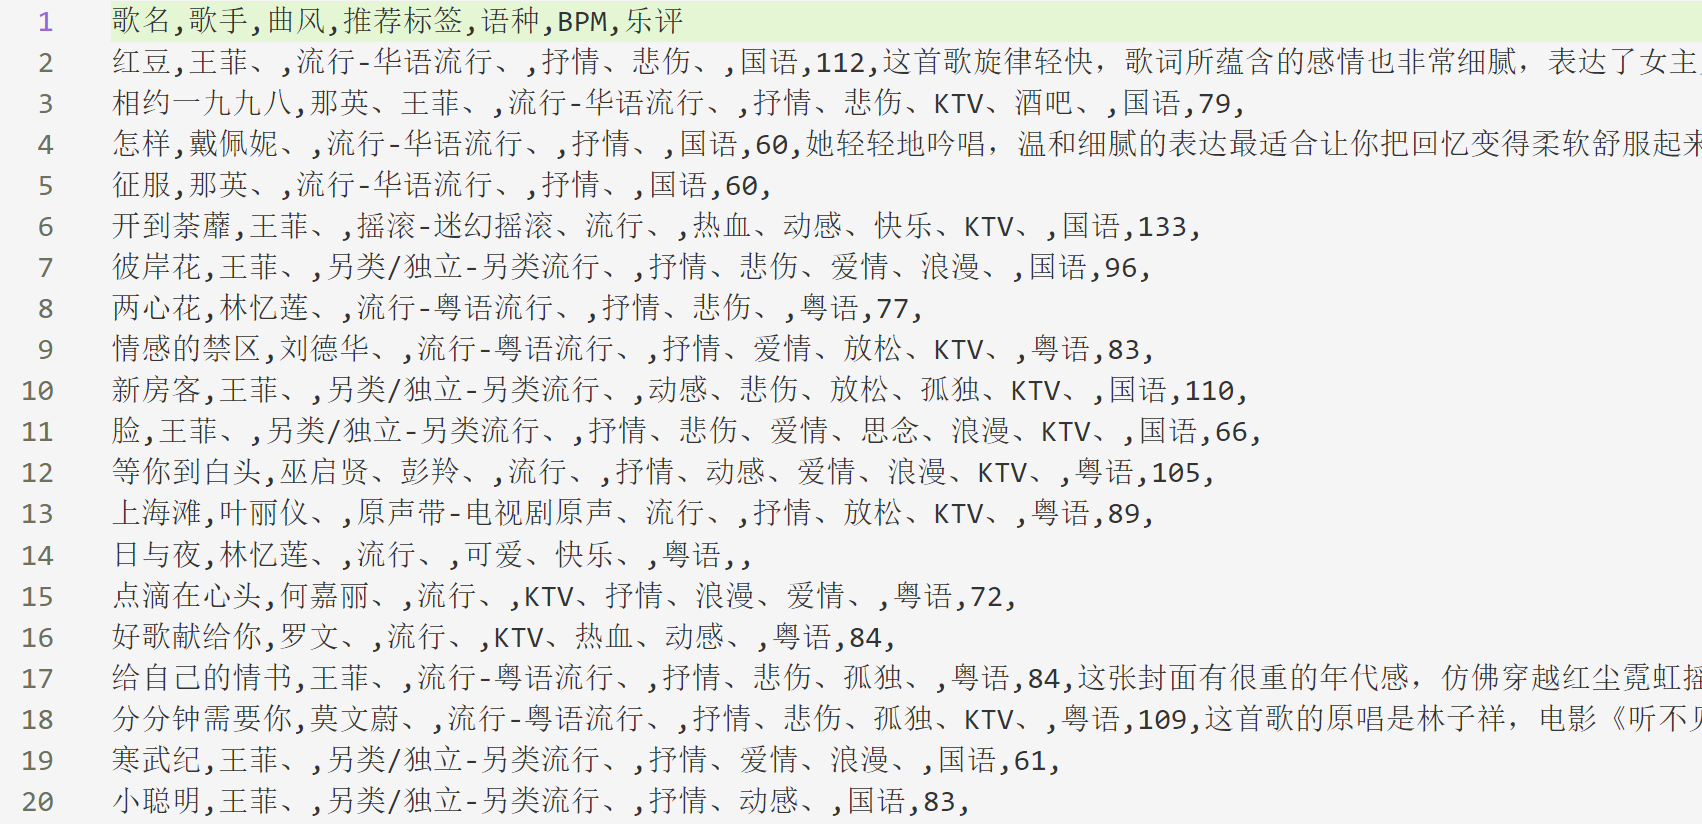 1 歌名,歌手,曲风,推荐标签,语种,BPM,乐评
2 红豆,王菲、,流行-华语流行、,抒情、悲伤、,国语,112,这首歌旋律轻快，歌词所蕴含的感情也非常细腻，表达了女主
3 相约一九九八,那英、王菲、,流行-华语流行、,抒情、悲伤、KTV、酒吧、,国语,79,
4 怎样,戴佩妮、,流行-华语流行、,抒情、,国语,60,她轻轻地吟唱，温和细腻的表达最适合让你把回忆变得柔软舒服起来
5 征服,那英、,流行-华语流行、,抒情、,国语,60,
6 开到荼蘼,王菲、,摇滚-迷幻摇滚、流行、,热血、动感、快乐、KTV、,国语,133,
7 彼岸花,王菲、,另类/独立-另类流行、,抒情、悲伤、爱情、浪漫、,国语,96,
8 两心花,林忆莲、,流行-粤语流行、,抒情、悲伤、,粤语,77,
9 情感的禁区,刘德华、,流行-粤语流行、,抒情、爱情、放松、KTV、,粤语,83,
10 新房客,王菲、,另类/独立-另类流行、,动感、悲伤、放松、孤独、KTV、,国语,110,
11 脸,王菲、,另类/独立-另类流行、,抒情、悲伤、爱情、思念、浪漫、KTV、,国语,66,
12 等你到白头,巫启贤、彭羚、,流行、,抒情、动感、爱情、浪漫、KTV、,粤语,105,
13 上海滩,叶丽仪、,原声带-电视剧原声、流行、,抒情、放松、KTV、,粤语,89,
14 日与夜,林忆莲、,流行、,可爱、快乐、,粤语,,
15 点滴在心头,何嘉丽、,流行、,KTV、抒情、浪漫、爱情、,粤语,72,
16 好歌献给你,罗文、,流行、,KTV、热血、动感、,粤语,84,
17 给自己的情书,王菲、,流行-粤语流行、,抒情、悲伤、孤独、,粤语,84,这张封面有很重的年代感，仿佛穿越红尘霓虹摇
18 分分钟需要你,莫文蔚、,流行-粤语流行、,抒情、悲伤、孤独、KTV、,粤语,109,这首歌的原唱是林子祥，电影《听不见
19 寒武纪,王菲、,另类/独立-另类流行、,抒情、爱情、浪漫、,国语,61,
20 小聪明,王菲、,另类/独立-另类流行、,抒情、动感、,国语,83,